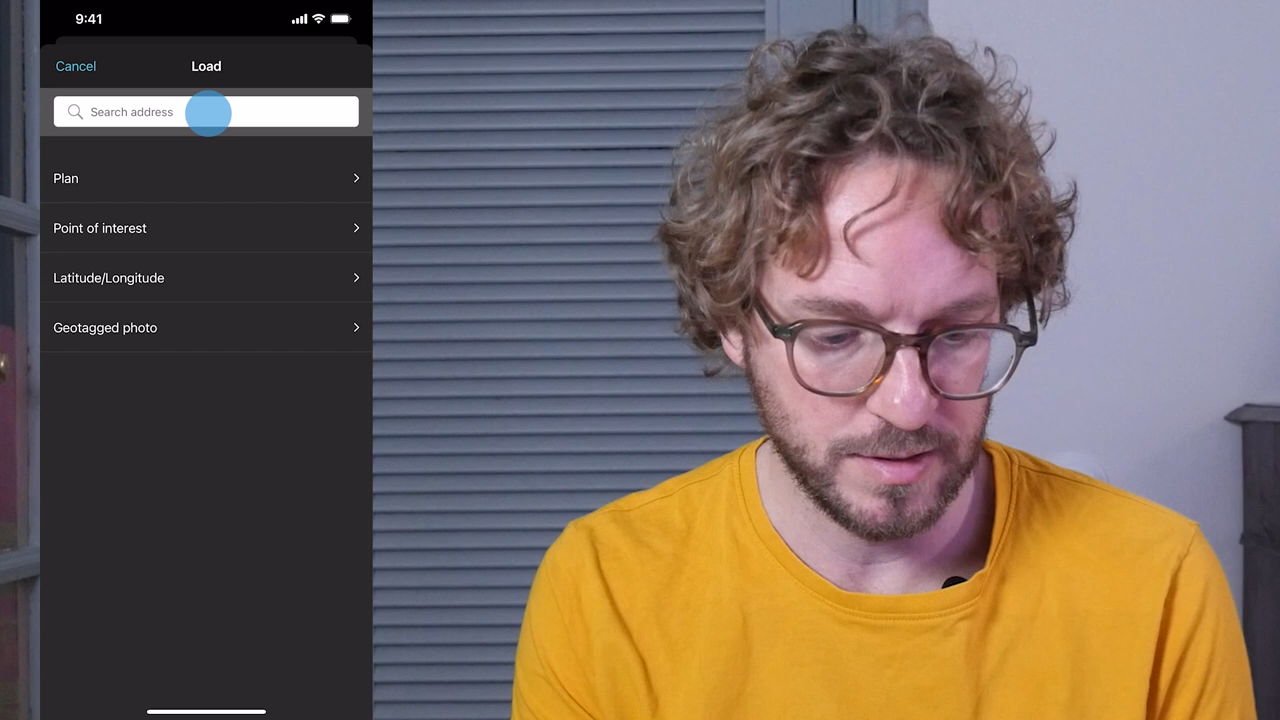 9:41
Cancel
Load
Search address
Plan
Point of interest
Latitude/Longitude
Geotagged photo